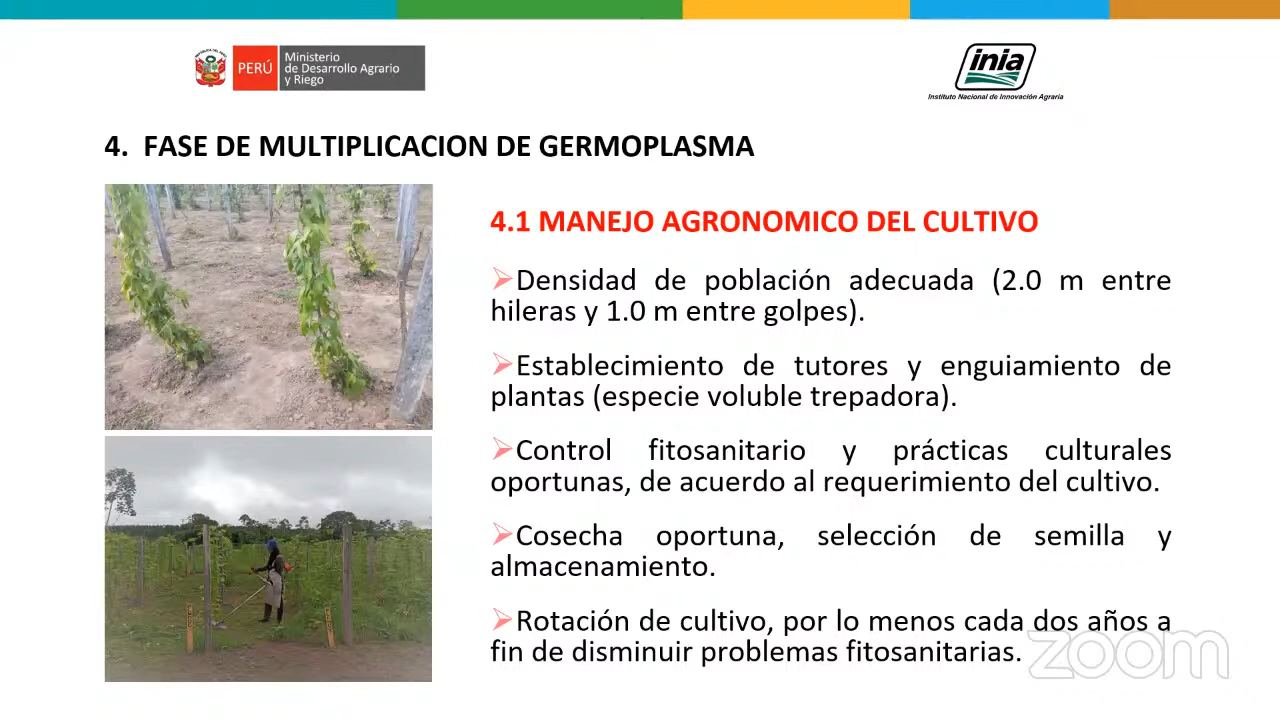 PERÚ
Ministerio
de Desarrollo Agrario
y Riego
inia
Instituto Nacional de Innovación Agraria
4. FASE DE MULTIPLICACION DE GERMOPLASMA
4.1 MANEJO AGRONOMICO DEL CULTIVO
Densidad de población adecuada (2.0 m entre
hileras y 1.0 m entre golpes).
Establecimiento de tutores y enguiamiento de
plantas (especie voluble trepadora).
Control fitosanitario y prácticas culturales
oportunas, de acuerdo al requerimiento del cultivo.
Cosecha oportuna, selección de semilla y
almacenamiento.
Rotación de cultivo, por lo menos cada dos años a
fin de disminuir problemas fitosanitarias.
zoom